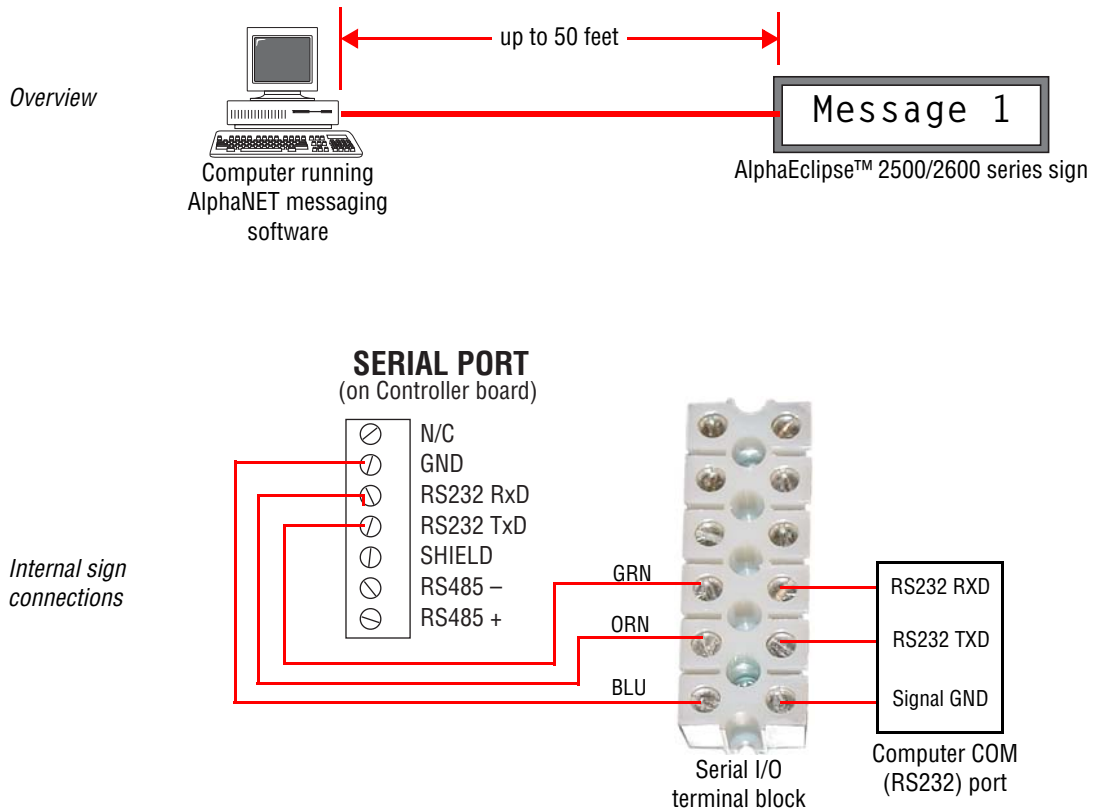 up to 50 feet
Overview
Message 1
Computer running
AlphaNET messaging
software
AlphaEclipse™ 2500/2600 series sign
SERIAL PORT
(on Controller board)
N/C
GND
RS232 RxD
RS232 TxD
SHIELD
RS485 –
RS485 +
Internal sign
connections
GRN
ORN
BLU
RS232 RXD
RS232 TXD
Signal GND
Serial I/O
terminal block
Computer COM
(RS232) port